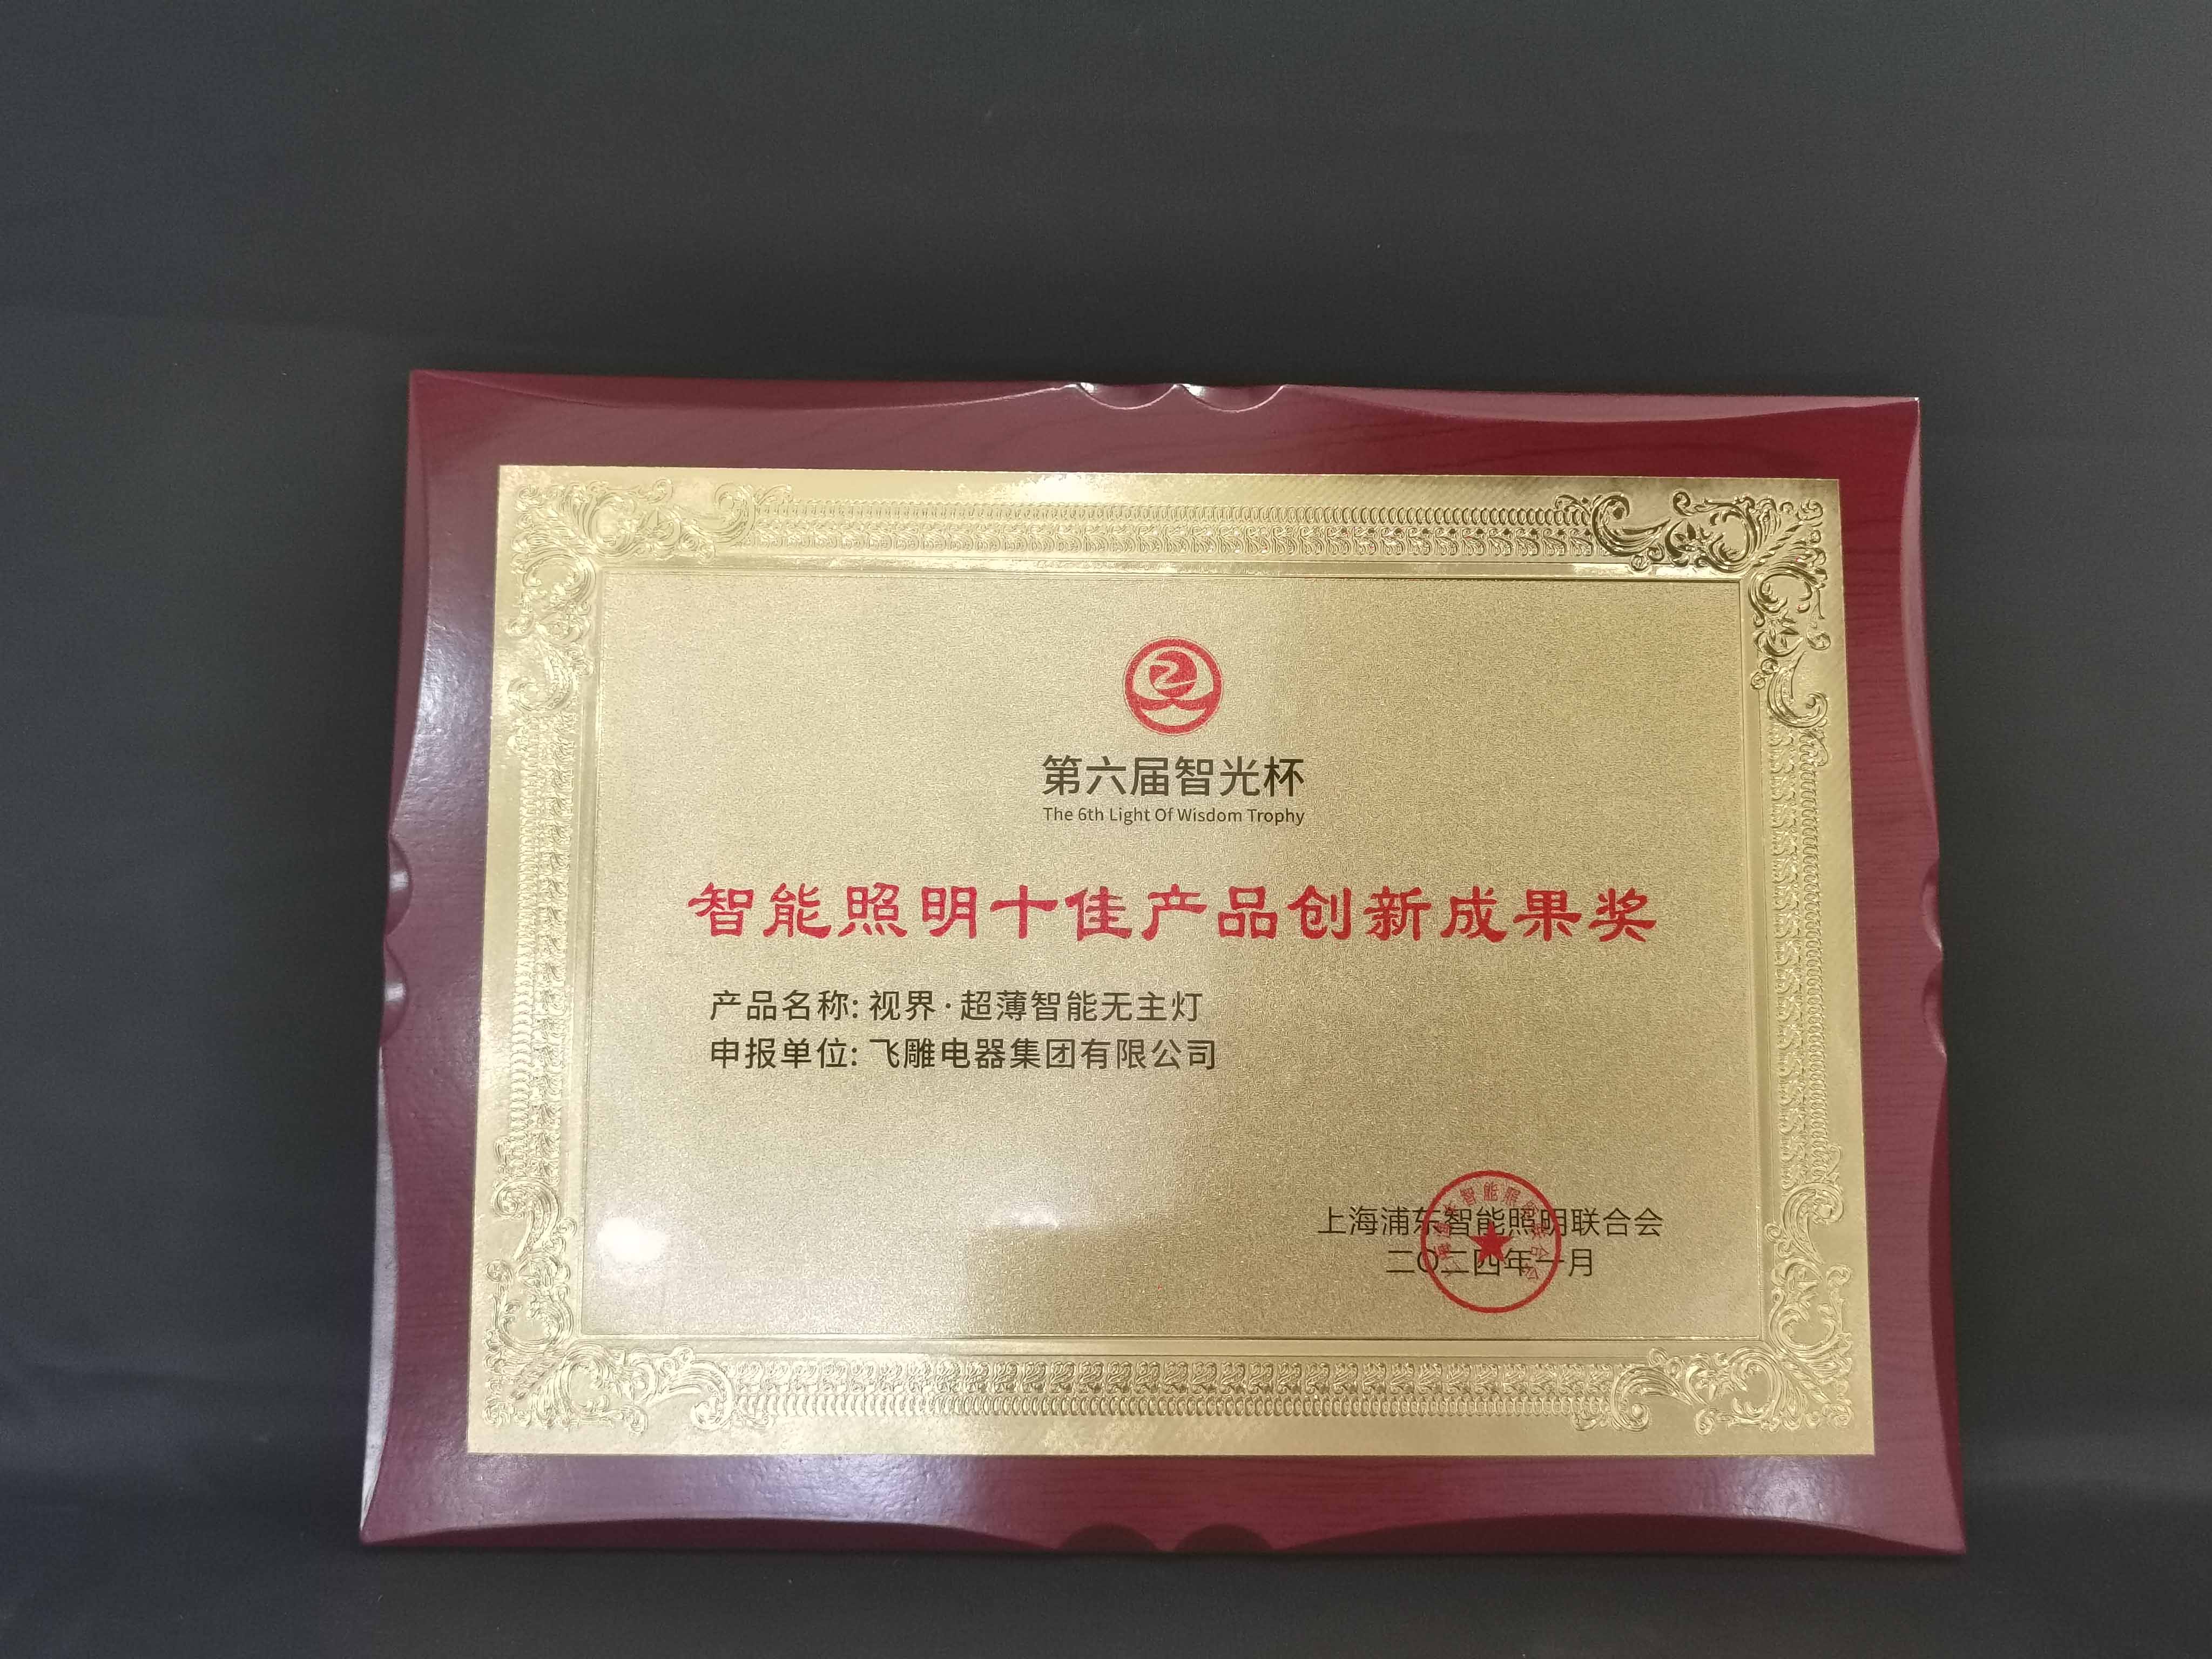 第六届智光杯
The 6th Light Of Wisdom Trophy
智能照明十佳产品创新成果奖
产品名称: 视界·超薄智能无主灯
申报单位: 飞雕电器集团有限公司
上海浦东智能照明联合会
二〇二四年一月